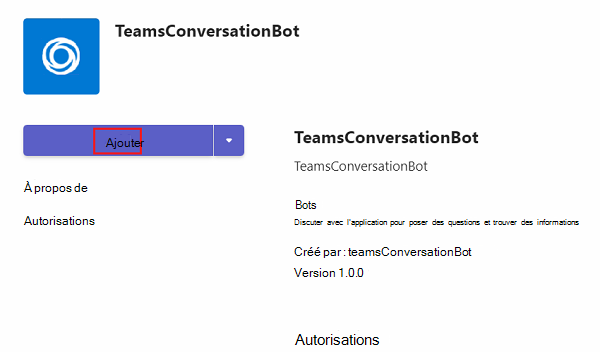 TeamsConversationBot
Ajouter
À propos de
Autorisations
TeamsConversationBot
TeamsConversationBot
Bots
Discuter avec l'application pour poser des questions et trouver des informations
Créé par : teamsConversationBot
Version 1.0.0
Autorisations